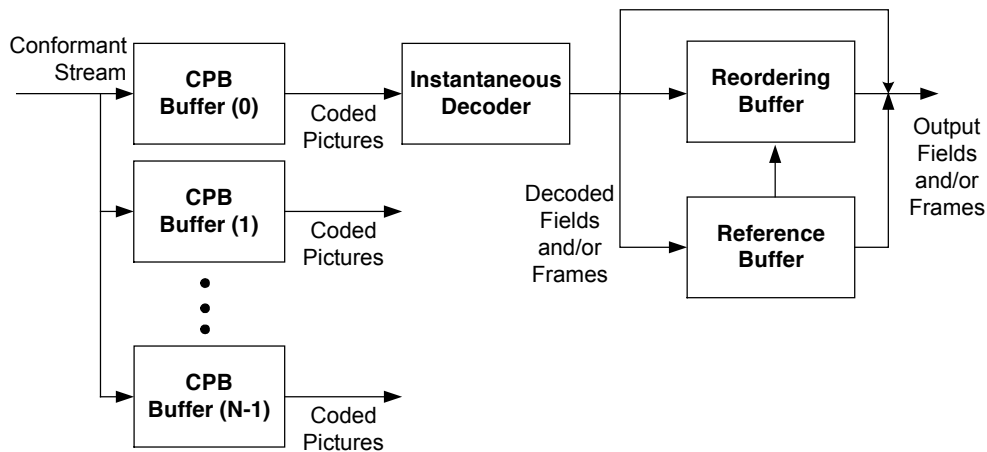 Conformant
Stream
CPB
Buffer (0)
Coded
Pictures
Instantaneous
Decoder
Reordering
Buffer
Output
Fields
and/or
Frames
CPB
Buffer (1)
Coded
Pictures
Decoded
Fields
and/or
Frames
Reference
Buffer
CPB
Buffer (N-1)
Coded
Pictures